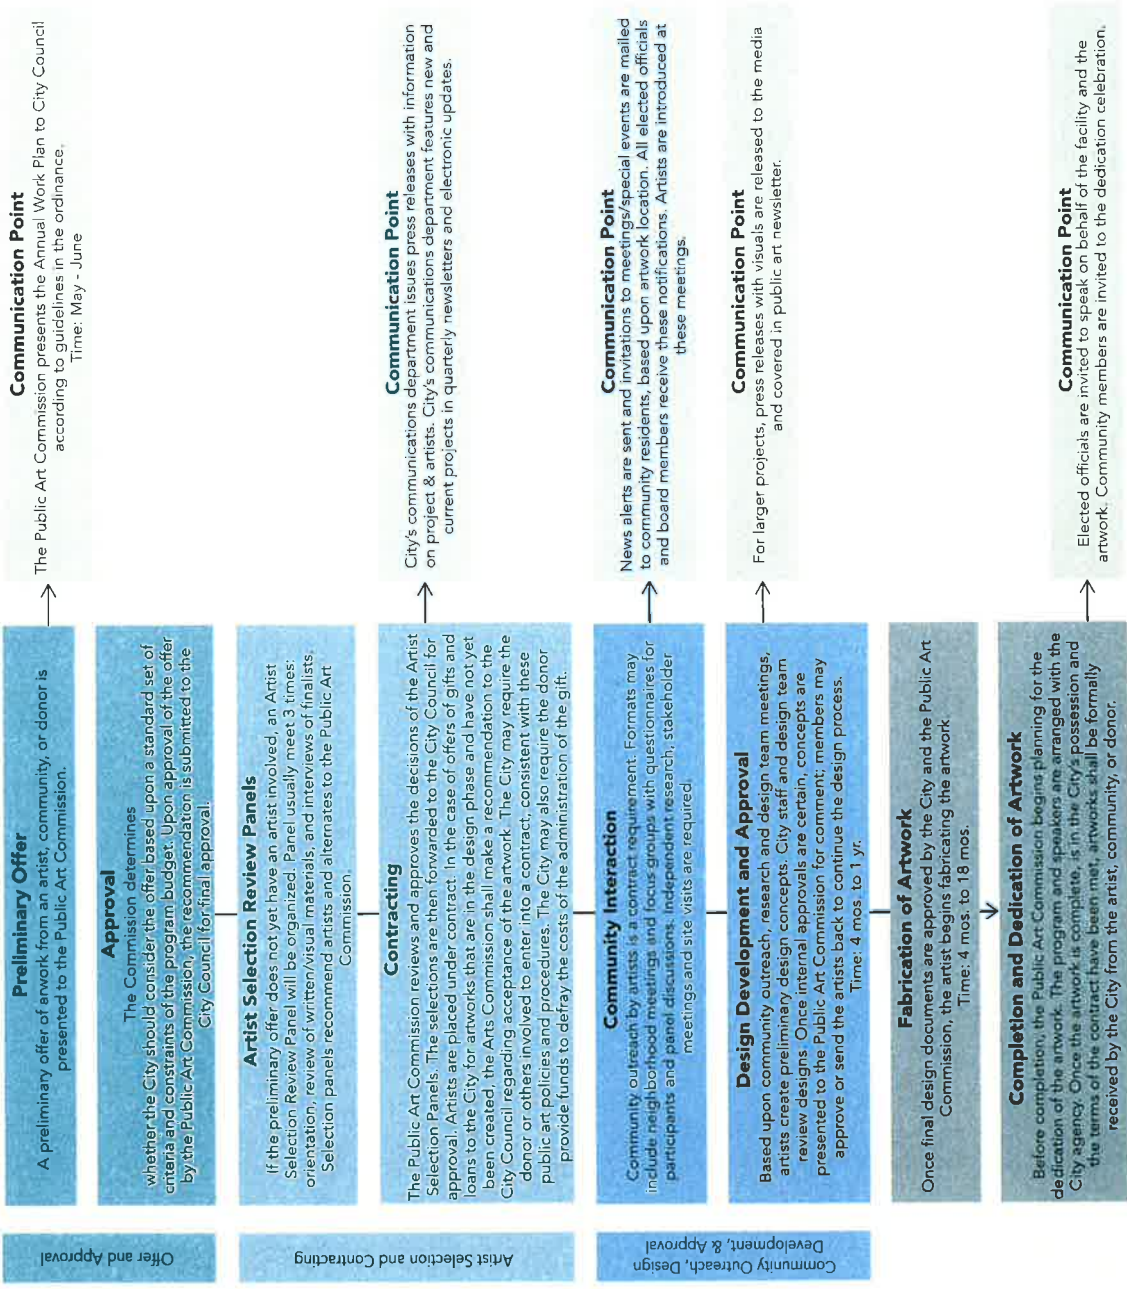 Offer and Approval
Preliminary Offer
A preliminary offer of arwork from an artist, community, or donor is
presented to the Public Art Commission.
Communication Point
The Public Art Commission presents the Annual Work Plan to City Council
according to guidelines in the ordinance.
Time: May - June
Approval
The Commission determines
whether the City should consider the offer based upon a standard set of
criteria and constraints of the program budget. Upon approval of the offer
by the Public Art Commission, the recommendation is submitted to the
City Council for final approval.
Artist Selection and Contracting
Artist Selection Review Panels
If the preliminary offer does not yet have an artist involved, an Artist
Selection Review Panel will be organized. Panel usually meet 3 times:
orientation, review of written/visual materials, and interviews of finalists.
Selection panels recommend artists and alternates to the Public Art
Commission.
Contracting
The Public Art Commission reviews and approves the decisions of the Artist
Selection Panels. The selections are then forwarded to the City Council for
approval. Artists are placed under contract. In the case of offers of gifts and
loans to the City for artworks that are in the design phase and have not yet
been created, the Arts Commission shall make a recommendation to the
City Council regarding acceptance of the artwork. The City may require the
donor or others involved to enter into a contract, consistent with these
public art policies and procedures. The City may also require the donor
provide funds to defray the costs of the administration of the gift.
Communication Point
City's communications department issues press releases with information
on project & artists. City's communications department features new and
current projects in quarterly newsletters and electronic updates.
Community Outreach, Design
Development, & Approval
Community Interaction
Community outreach by artists is a contract requirement. Formats may
include neighborhood meetings and focus groups with questionnaires for
participants and panel discussions. Independent research, stakeholder
meetings and site visits are required.
Communication Point
News alerts are sent and invitations to meetings/special events are mailed
to community residents, based upon artwork location. All elected officials
and board members receive these notifications. Artists are introduced at
these meetings.
Design Development and Approval
Based upon community outreach, research and design team meetings,
artists create preliminary design concepts. City staff and design team
review designs. Once internal approvals are certain, concepts are
presented to the Public Art Commission for comment; members may
approve or send the artists back to continue the design process.
Time: 4 mos. to 1 yr.
Communication Point
For larger projects, press releases with visuals are released to the media
and covered in public art newsletter.
Fabrication of Artwork
Once final design documents are approved by the City and the Public Art
Commission, the artist begins fabricating the artwork
Time: 4 mos. to 18 mos.
Completion and Dedication of Artwork
Before completion, the Public Art Commission begins planning for the
dedication of the artwork. The program and speakers are arranged with the
City agency. Once the artwork is complete, is in the City's possession and
the terms of the contract have been met, artworks shall be formally
received by the City from the artist, community, or donor.
Communication Point
Elected officials are invited to speak on behalf of the facility and the
artwork. Community members are invited to the dedication celebration.